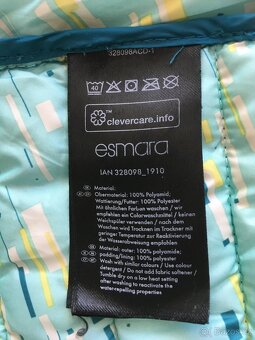 328098ACD-1
40
clevercare.info
esmara
IAN 328098_1910
Material:
Obermaterial: 100% Polyamid;
Wattierung/Futter: 100% Polyester
Mit ähnlichen Farben waschen / wir
empfehlen ein Colorwaschmittel / keinen
Weichspüler verwenden / nach dem
Waschen wird Trocknen im Trockner mit
geringer Temperatur zur Reaktivierung der
Wasserabweisung empfohlen.
Material:
outer material: 100% polyamide;
padding/lining: 100% polyester
Wash with similar colours / Use colour
detergent / Do not add fabric softener /
Tumble dry on a low heat setting after
washing to reactivate the
water-repelling properties